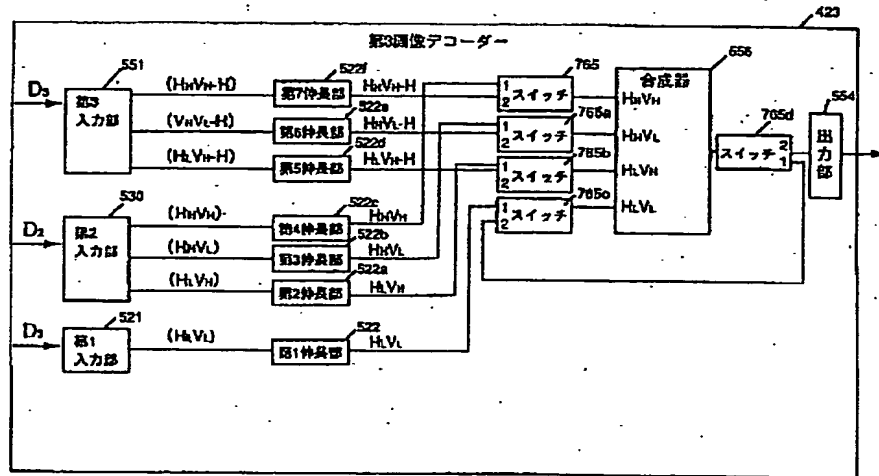 423
第3画像デコーダー
551
D3
第3
入力部
(HHVH-H)
(VHVL-H)
(HLVH-H)
522f
第7伸長部
HHVH-H
522e
第6伸長部
HHVL-H
522d
第5伸長部
HLVH-H
765
1
2
スイッチ
765a
1
2
スイッチ
765b
1
2
スイッチ
765c
1
2
スイッチ
556
合成器
HHVH
HHVL
HLVH
HLVL
765d
スイッチ
2
1
554
出力部
530
D2
第2
入力部
(HHVH)
(HHVL)
(HLVH)
522c
第4伸長部
HHVH
522b
第3伸長部
HHVL
522a
第2伸長部
HLVH
521
D3
第1
入力部
(HLVL)
522
第1伸長部
HLVL